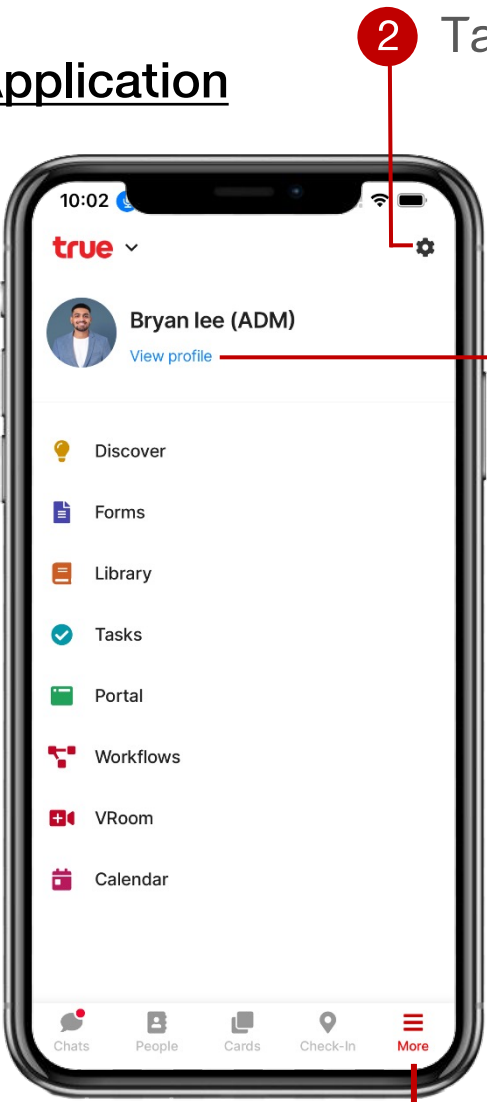 2 Ta
Application
10:02
true
Bryan lee (ADM)
View profile
Discover
Forms
Library
Tasks
Portal
Workflows
VRoom
Calendar
Chats People Cards Check-In More